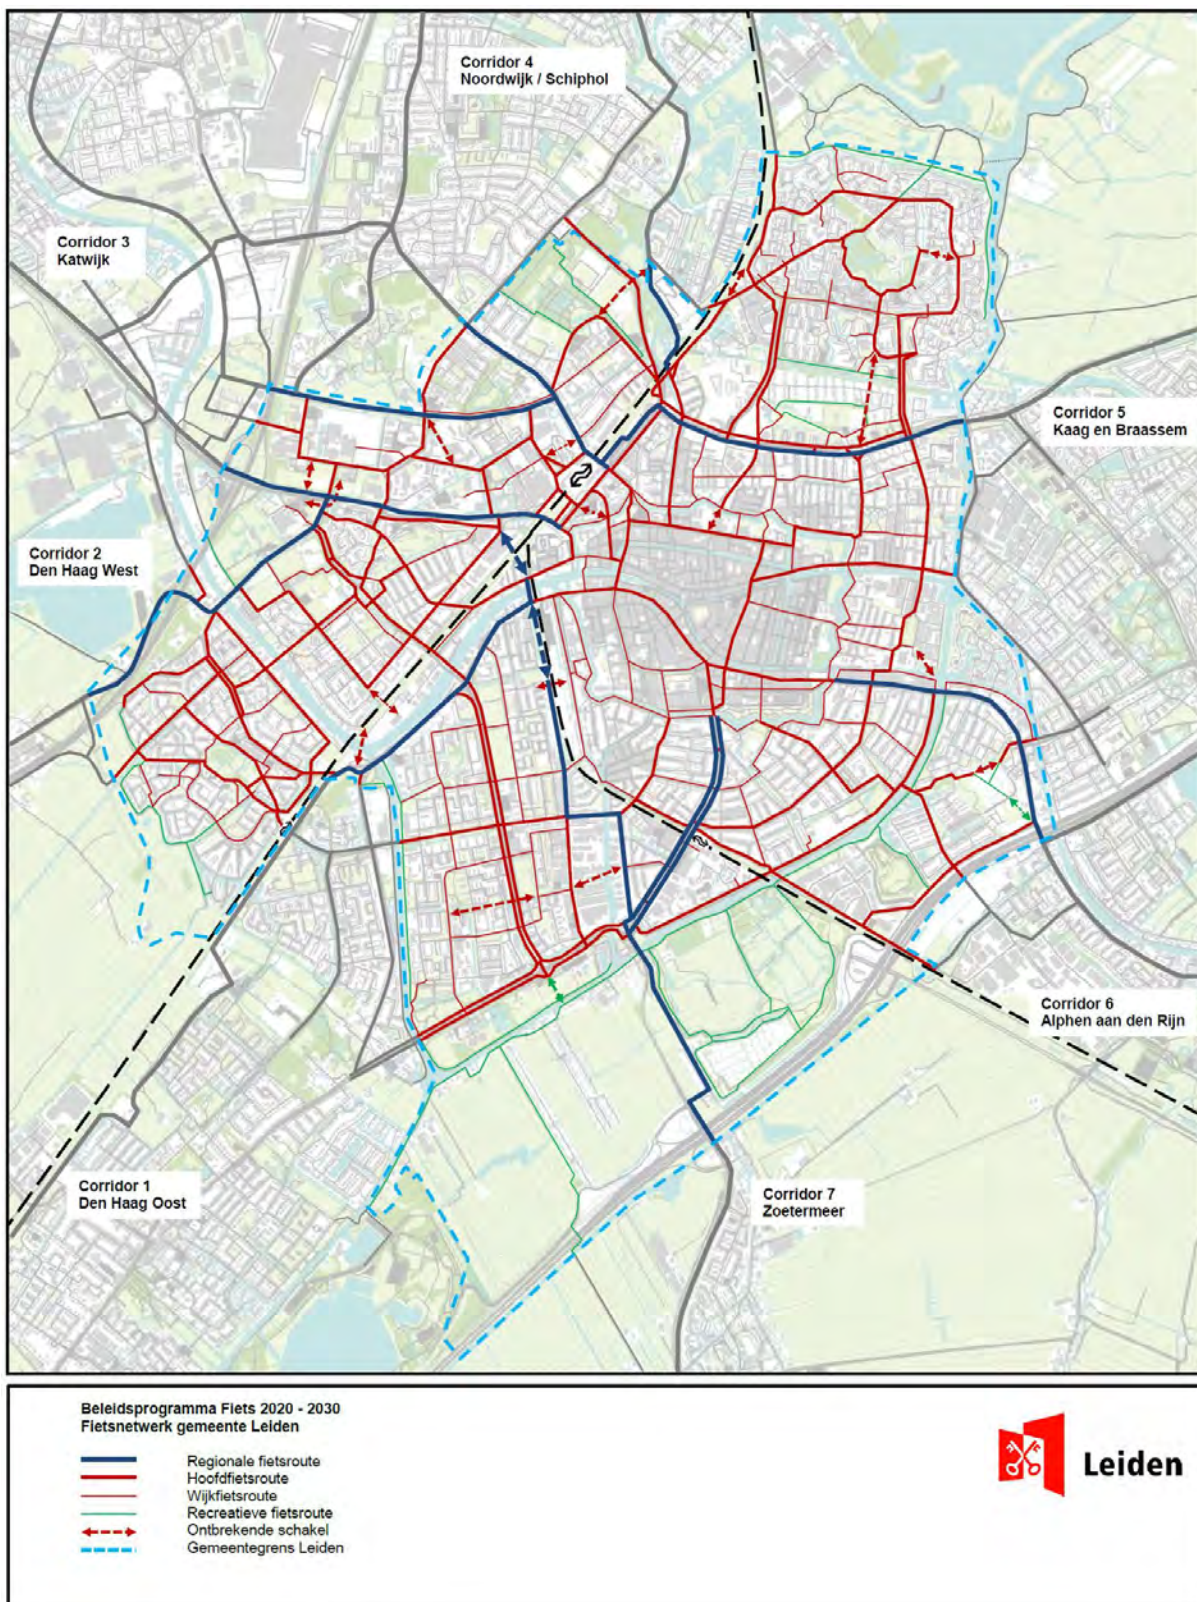 Corridor 4
Noordwijk / Schiphol
Corridor 3
Katwijk
Corridor 5
Kaag en Braassem
Corridor 2
Den Haag West
Corridor 6
Alphen aan den Rijn
Corridor 1
Den Haag Oost
Corridor 7
Zoetermeer
Beleidsprogramma Fiets 2020 - 2030
Fietsnetwerk gemeente Leiden
Regionale fietsroute
Hoofdfietsroute
Wijkfietsroute
Recreatieve fietsroute
Ontbrekende schakel
Gemeentegrens Leiden
Leiden